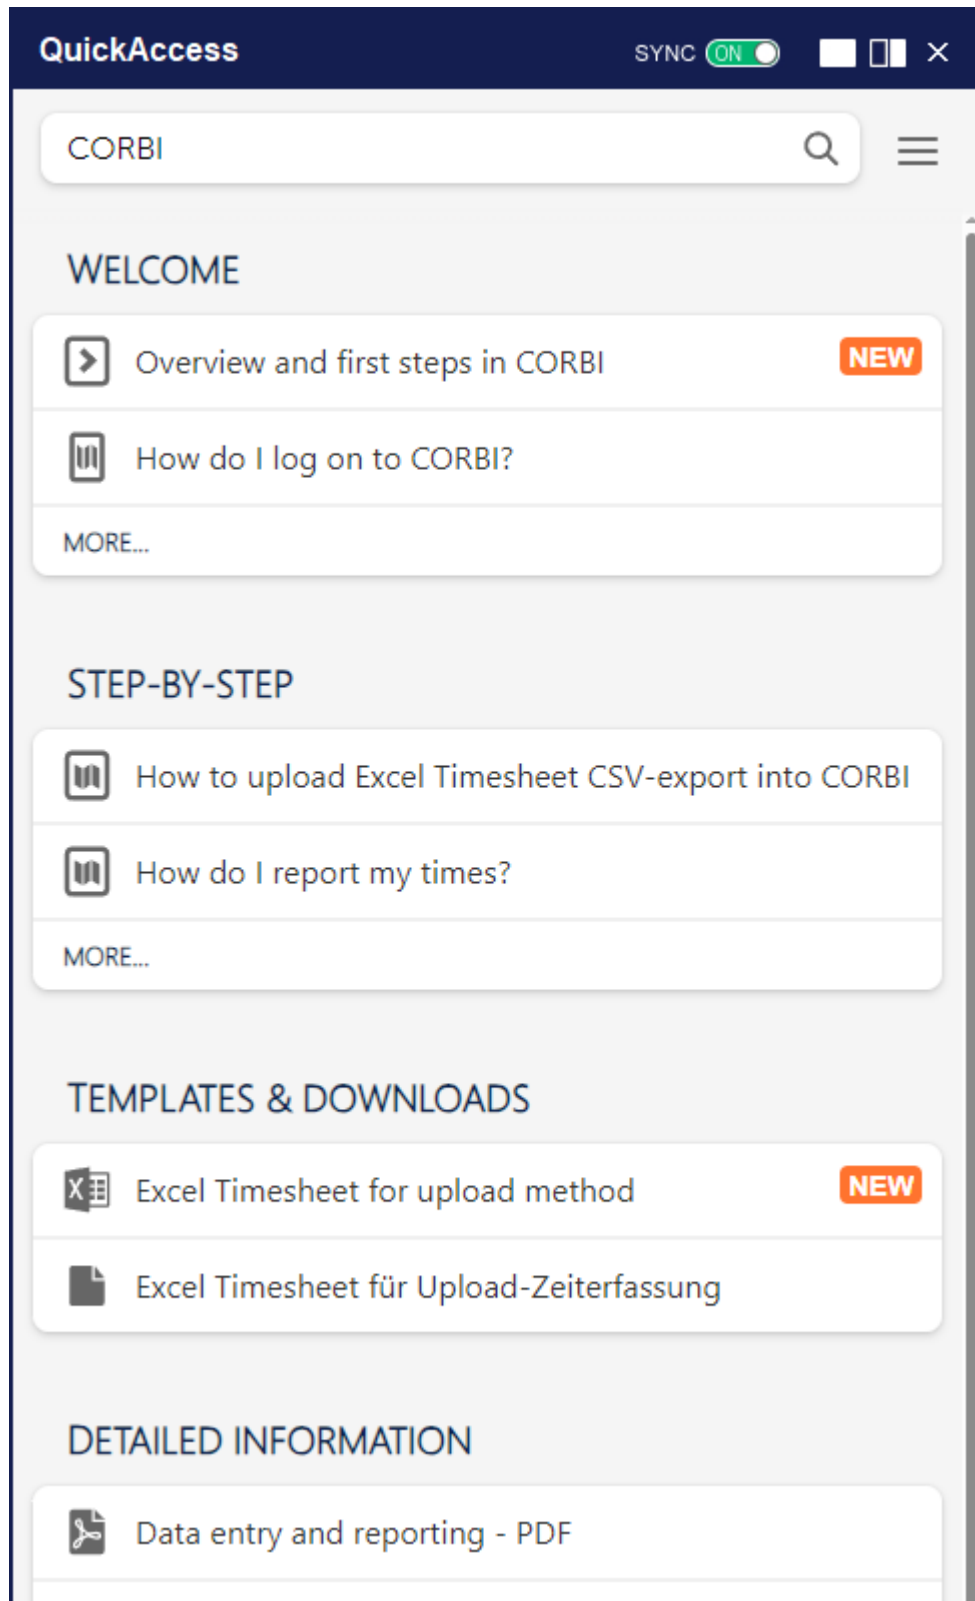 QuickAccess
SYNC ON
CORBI
WELCOME
Overview and first steps in CORBI NEW
How do I log on to CORBI?
MORE...
STEP-BY-STEP
How to upload Excel Timesheet CSV-export into CORBI
How do I report my times?
MORE...
TEMPLATES & DOWNLOADS
Excel Timesheet for upload method NEW
Excel Timesheet für Upload-Zeiterfassung
DETAILED INFORMATION
Data entry and reporting - PDF